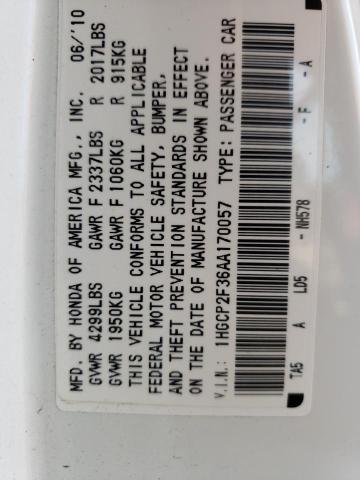 MFD. BY HONDA OF AMERICA MFG., INC. 06/'10
GVWR 4299LBS GAWR F 2337LBS R 2017LBS
GVWR 1950KG GAWR F 1060KG R 915KG
THIS VEHICLE CONFORMS TO ALL APPLICABLE
FEDERAL MOTOR VEHICLE SAFETY, BUMPER,
AND THEFT PREVENTION STANDARDS IN EFFECT
ON THE DATE OF MANUFACTURE SHOWN ABOVE.
V.I.N.: 1HGCP2F36AA170057 TYPE: PASSENGER CAR
TA5 A LD5 - NH578 - F - A